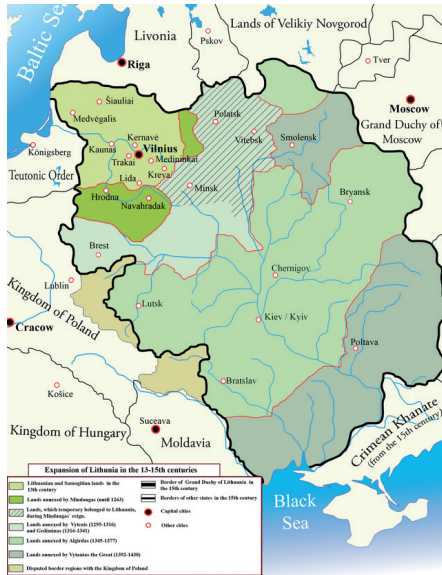 Baltic Sea
Livonia
Lands of Velikiy Novgorod
Pskov
Riga
Tver
Šiauliai
Medvėgalis
Moscow
Grand Duchy of
Moscow
Polatsk
Vitebsk
Smolensk
Königsberg
Kernavė
Kaunas
Vilnius
Trakai
Medininkai
Kreva
Lida
Teutonic Order
Hrodna
Navahradak
Minsk
Bryansk
Brest
Chernigov
Kingdom of Poland
Lublin
Lutsk
Kiev / Kyiv
Cracow
Poltava
Bratslav
Košice
Suceava
Kingdom of Hungary
Moldavia
Crimean Khanate
(from the 15th century)
Black
Sea
Expansion of Lithunia in the 13-15th centuries
Lithuanian and Samogitian lands in the
13th century
Lands annexed by Mindaugas (until 1263)
Lands, which temporary belonged to Lithuania,
during Mindaugas' reign.
Lands annexed by Vytenis (1295-1316)
and Gediminas (1316-1341)
Lands annexed by Algirdas (1345-1377)
Lands annexed by Vytautas the Great (1392-1430)
Disputed border regions with the Kingdom of Poland
Border of Grand Duchy of Lithuania in
the 15th century
Borders of other states in the 15th century
Capital cities
Other cities